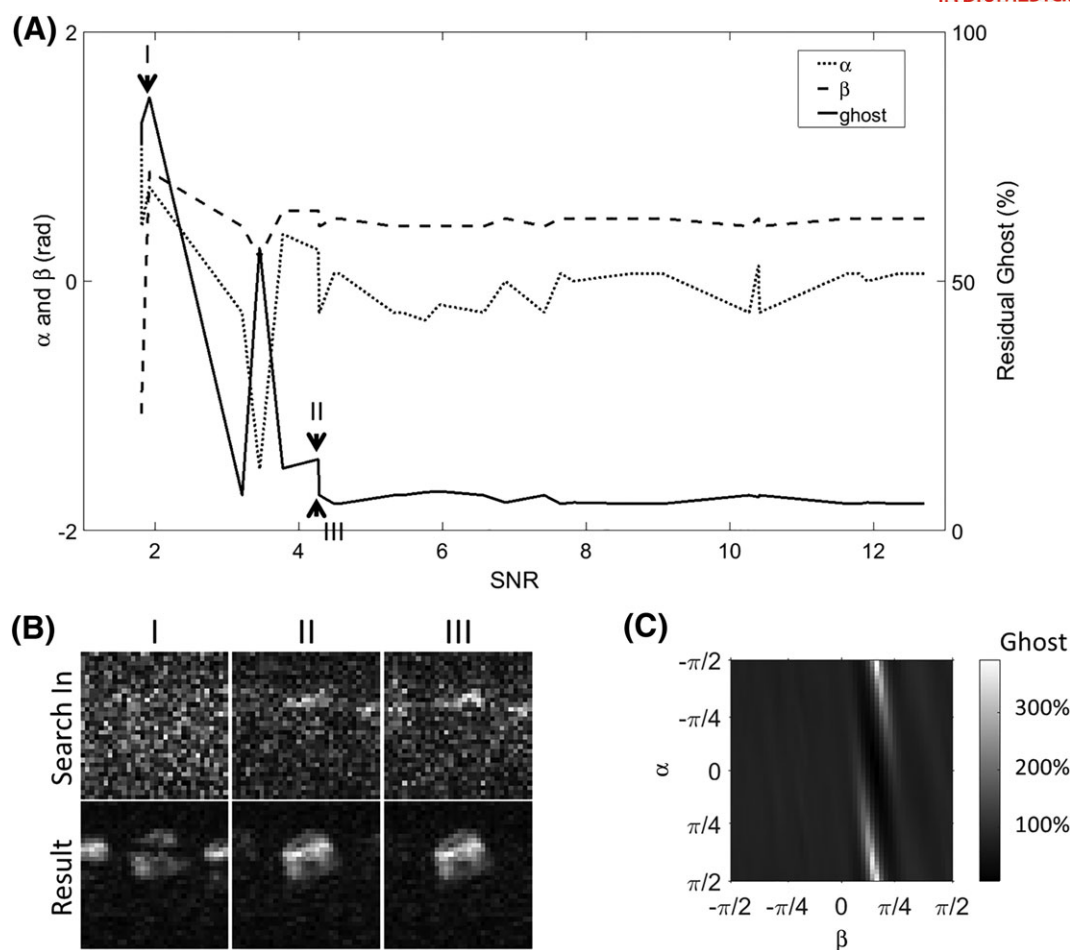 (A)
2
100
I
α
β
ghost
1
α and β (rad)
0
50
Residual Ghost (%)
-1
II
-2
III
0
2
4
6
8
10
12
SNR
(B)
I
II
III
Search In
Result
(C)
Ghost
-π/2
-π/4
0
π/4
π/2
α
300%
200%
100%
-π/2
-π/4
0
π/4
π/2
β